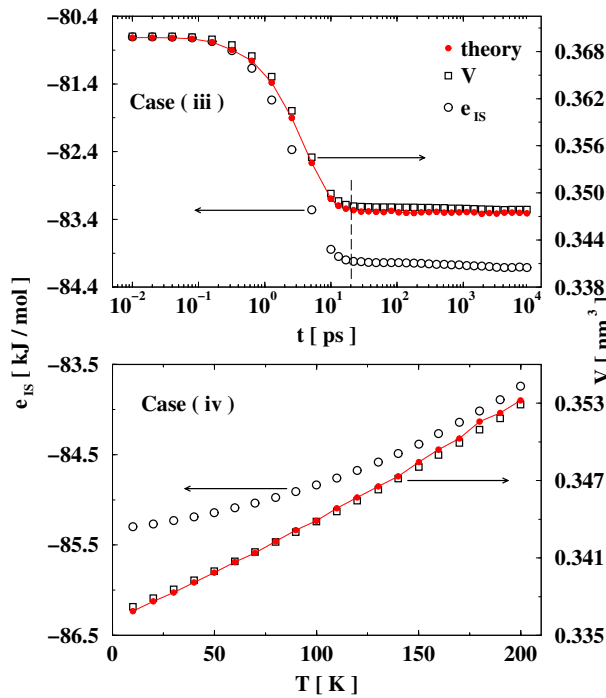 −80.4
−81.4
−82.4
−83.4
−84.4
0.368
0.362
0.356
0.350
0.344
0.338
theory
V
e_IS
Case ( iii )
10^−2 10^−1 10^0 10^1 10^2 10^3 10^4
t [ ps ]
e_IS [ kJ / mol ]
V [ nm^3 ]
−83.5
−84.5
−85.5
−86.5
0.353
0.347
0.341
0.335
Case ( iv )
0 50 100 150 200
T [ K ]